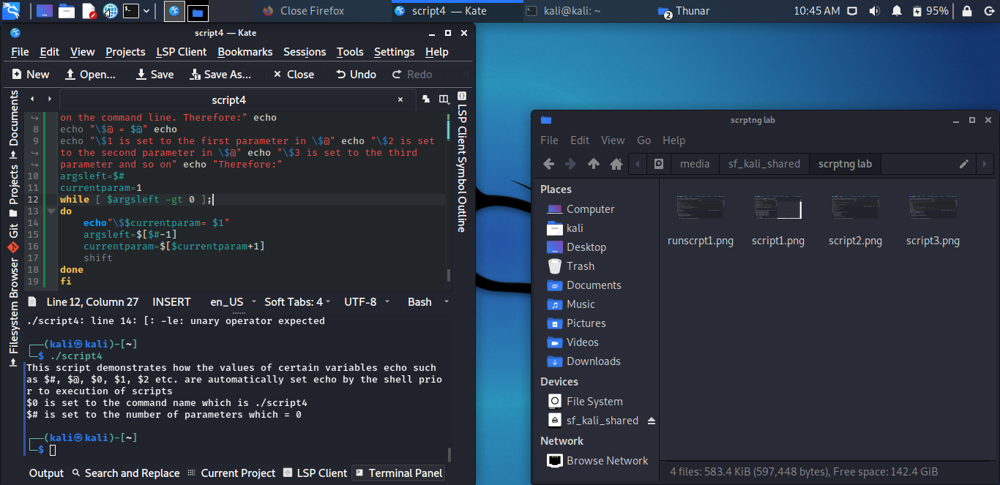 Close Firefox
script4 — Kate
kali@kali: ~
2
Thunar
10:45 AM
95%
script4 — Kate
File Edit View Projects LSP Client Bookmarks Sessions Tools Settings Help
New Open... Save Save As... Close Undo Redo
script4
Documents
Projects
Git
Filesystem Browser
LSP Client Symbol Outline
on the command line. Therefore:" echo
8 echo "\$@ = $@" echo
9 echo "\$1 is set to the first parameter in \$@" echo "\$2 is set
to the second parameter in \$@" echo "\$3 is set to the third
parameter and so on" echo "Therefore:"
10 argsleft=$#
11 currentparam=1
12 while [ $argsleft -gt 0 ];
13 do
14 echo"\$$currentparam= $1"
15 argsleft=$[$#-1]
16 currentparam=$[$currentparam+1]
17 shift
18 done
19 fi
Line 12, Column 27 INSERT en_US Soft Tabs: 4 UTF-8 Bash
./script4: line 14: [: -le: unary operator expected
(kali㉿kali)-[~]
$ ./script4
This script demonstrates how the values of certain variables echo such
as $#, $@, $0, $1, $2 etc. are automatically set echo by the shell prio
r to execution of scripts
$0 is set to the command name which is ./script4
$# is set to the number of parameters which = 0
(kali㉿kali)-[~]
$
Output Search and Replace Current Project LSP Client Terminal Panel
scrptng lab
File Edit View Go Help
media sf_kali_shared scrptng lab
Places
Computer
kali
Desktop
Trash
Documents
Music
Pictures
Videos
Downloads
Devices
File System
sf_kali_shared
Network
Browse Network
runscrpt1.png script1.png script2.png script3.png
4 files: 583.4 KiB (597,448 bytes), Free space: 142.4 GiB